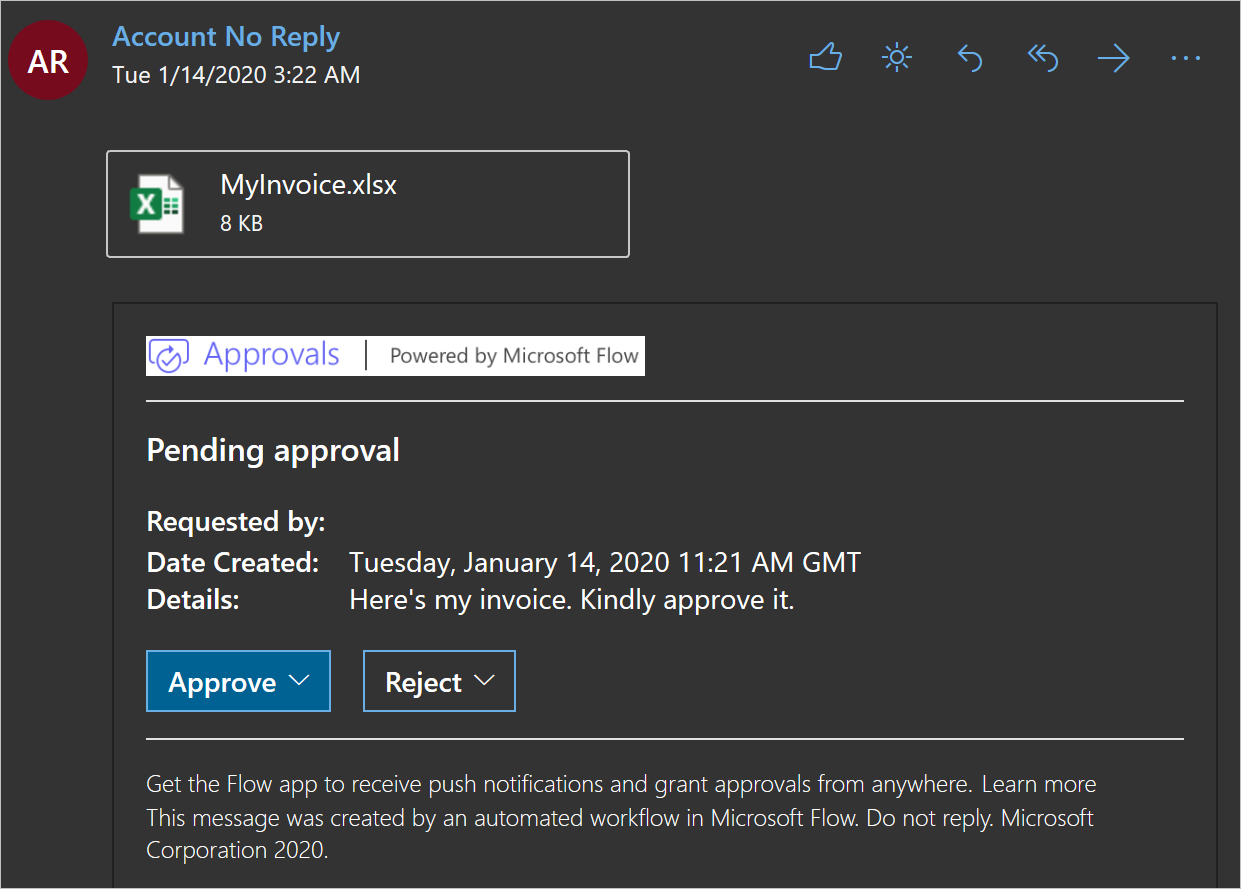 AR
Account No Reply
Tue 1/14/2020 3:22 AM
MyInvoice.xlsx
8 KB
Approvals | Powered by Microsoft Flow
Pending approval
Requested by:
Date Created: Tuesday, January 14, 2020 11:21 AM GMT
Details: Here's my invoice. Kindly approve it.
Approve Reject
Get the Flow app to receive push notifications and grant approvals from anywhere. Learn more
This message was created by an automated workflow in Microsoft Flow. Do not reply. Microsoft
Corporation 2020.